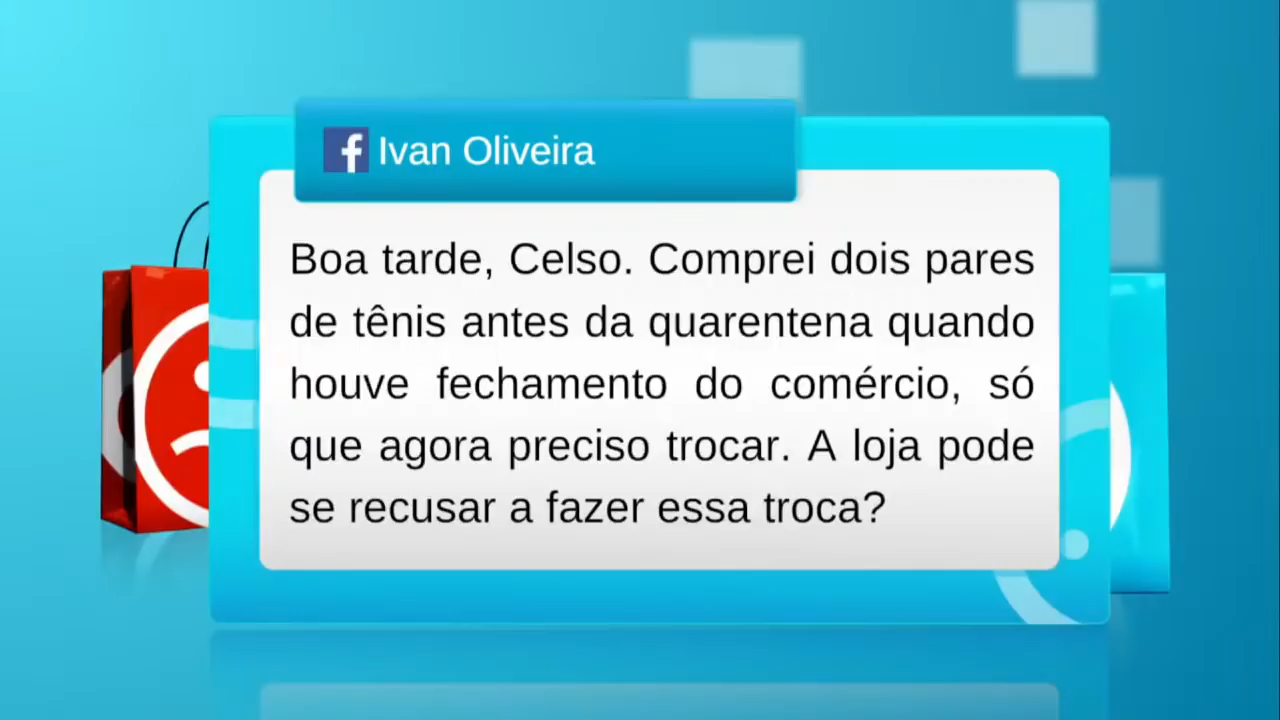 Ivan Oliveira
Boa tarde, Celso. Comprei dois pares
de tênis antes da quarentena quando
houve fechamento do comércio, só
que agora preciso trocar. A loja pode
se recusar a fazer essa troca?